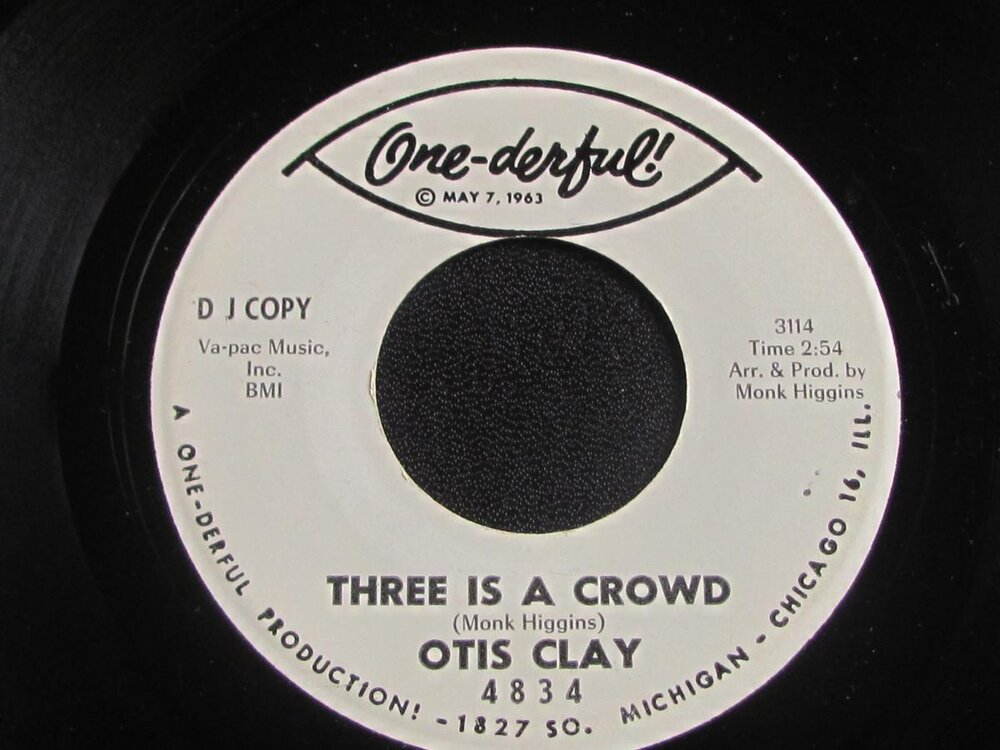 One-derful!
© MAY 7, 1963
D J COPY
Va-pac Music,
Inc.
BMI
3114
Time 2:54
Arr. & Prod. by
Monk Higgins
THREE IS A CROWD
(Monk Higgins)
OTIS CLAY
4834
A ONE-DERFUL PRODUCTION! - 1827 SO. MICHIGAN - CHICAGO 16, ILL.